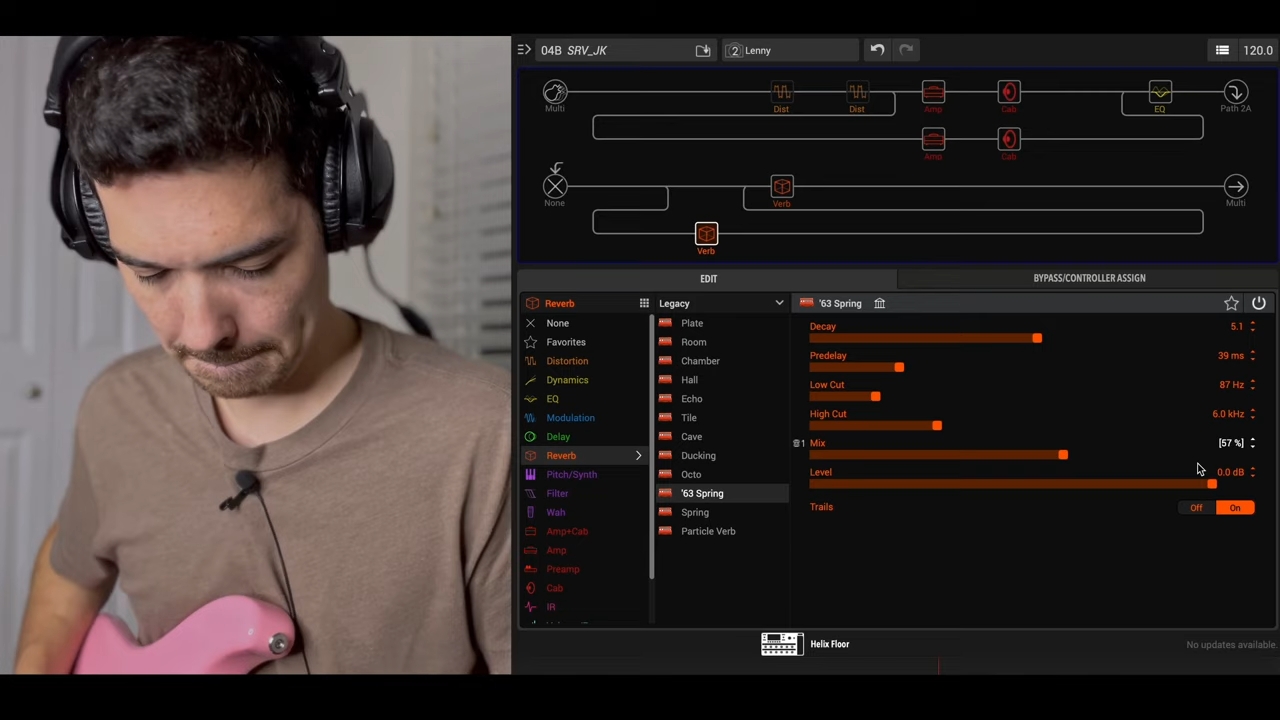 04B SRV_JK
2 Lenny
120.0
Multi
Dist
Dist
Amp
Cab
EQ
Path 2A
Amp
Cab
None
Verb
Multi
Verb
EDIT
BYPASS/CONTROLLER ASSIGN
Reverb
Legacy
'63 Spring
None
Favorites
Distortion
Dynamics
EQ
Modulation
Delay
Reverb
Pitch/Synth
Filter
Wah
Amp+Cab
Amp
Preamp
Cab
IR
Plate
Room
Chamber
Hall
Echo
Tile
Cave
Ducking
Octo
'63 Spring
Spring
Particle Verb
Decay 5.1
Predelay 39 ms
Low Cut 87 Hz
High Cut 6.0 kHz
1 Mix [57 %]
Level 0.0 dB
Trails Off On
Helix Floor
No updates available.